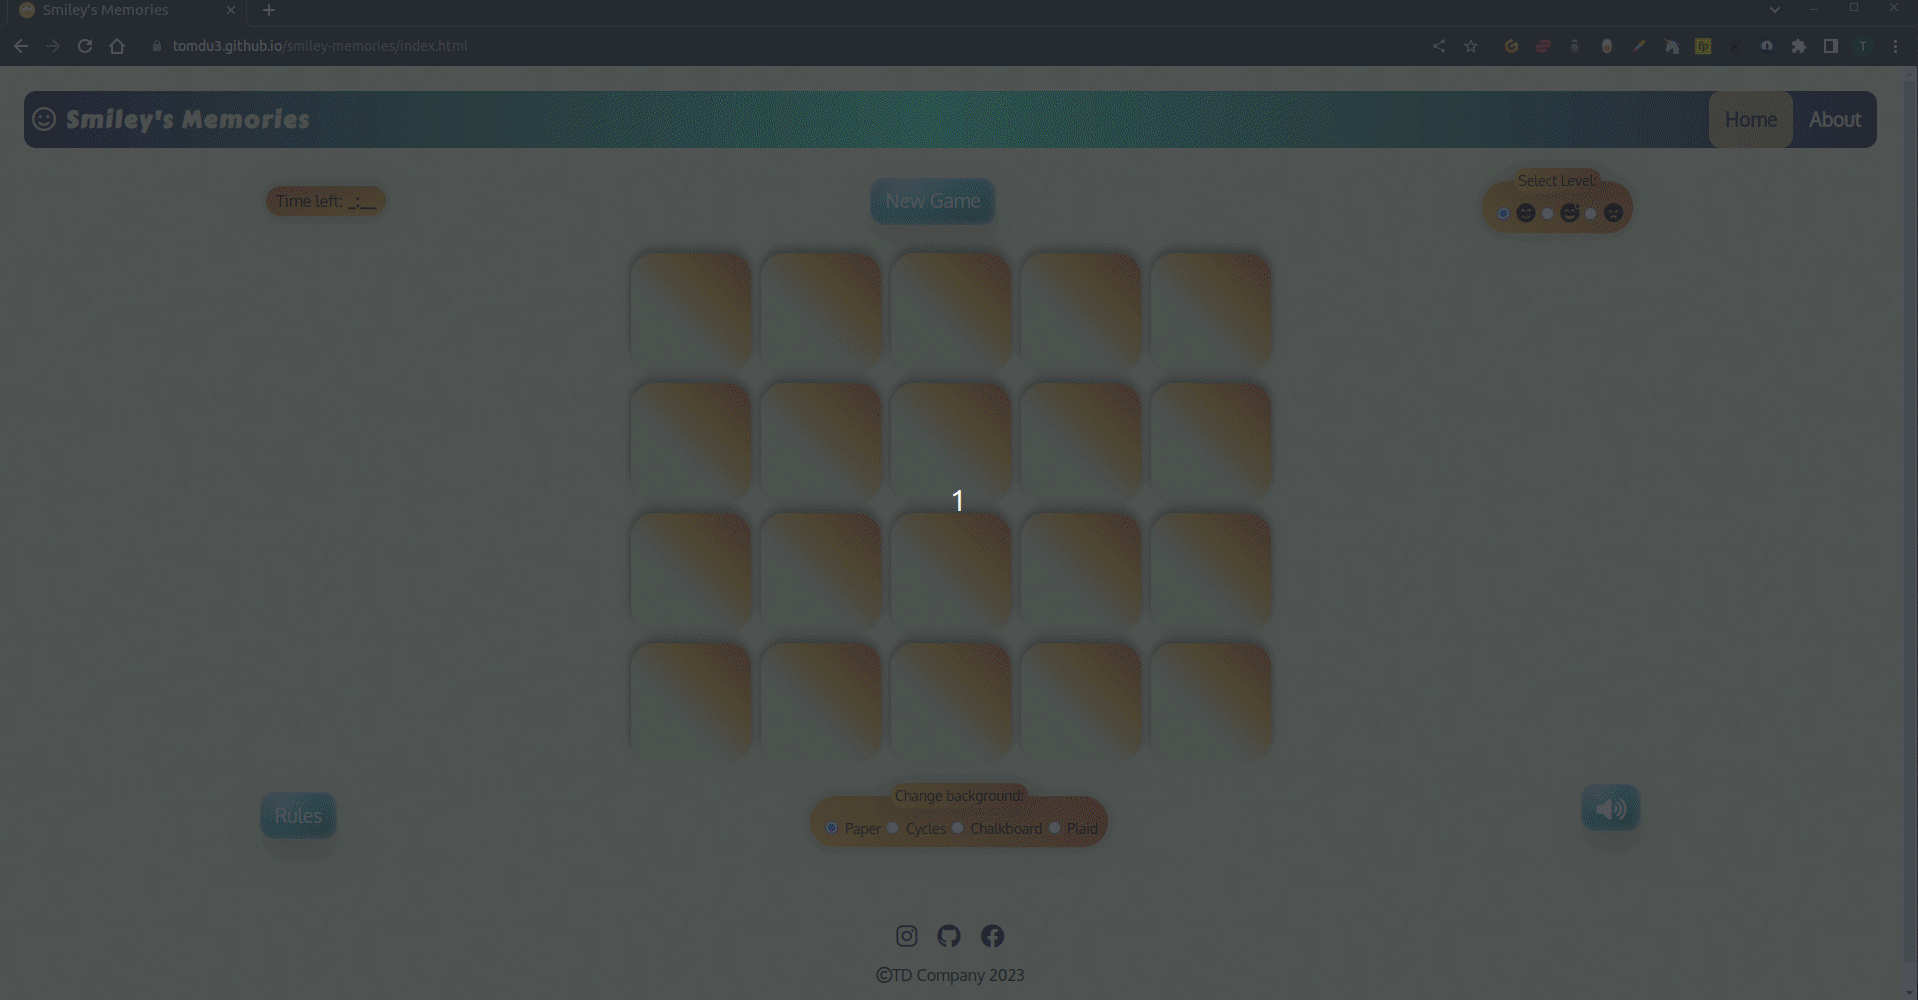 Smiley's Memories
tomdu3.github.io/smiley-memories/index.html
T
Smiley's Memories
Home
About
Time left: _:__
New Game
Select Level:
1
Rules
Change background:
Paper Cycles Chalkboard Plaid
©TD Company 2023